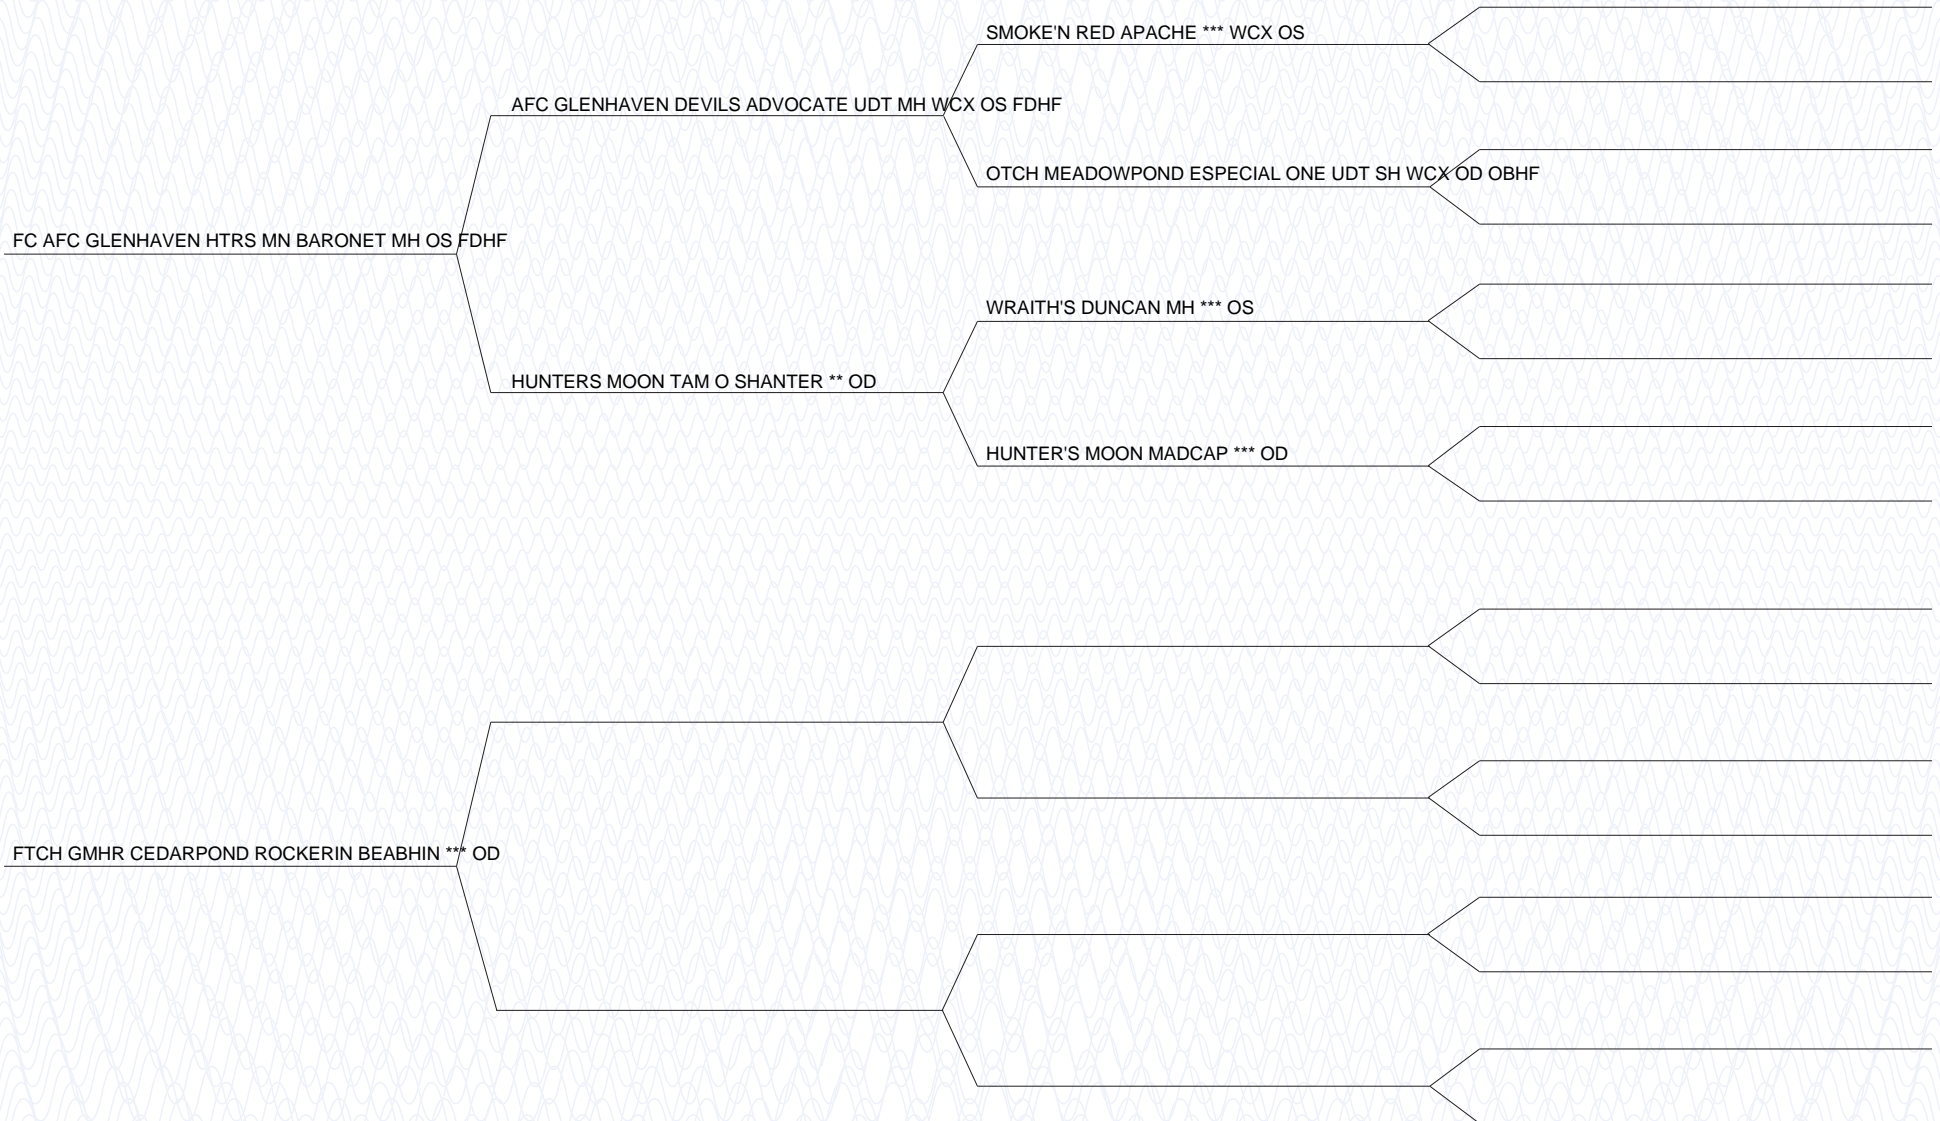 SMOKE'N RED APACHE *** WCX OS
AFC GLENHAVEN DEVILS ADVOCATE UDT MH WCX OS FDHF
OTCH MEADOWPOND ESPECIAL ONE UDT SH WCX OD OBHF
FC AFC GLENHAVEN HTRS MN BARONET MH OS FDHF
WRAITH'S DUNCAN MH *** OS
HUNTERS MOON TAM O SHANTER ** OD
HUNTER'S MOON MADCAP *** OD
FTCH GMHR CEDARPOND ROCKERIN BEABHIN *** OD